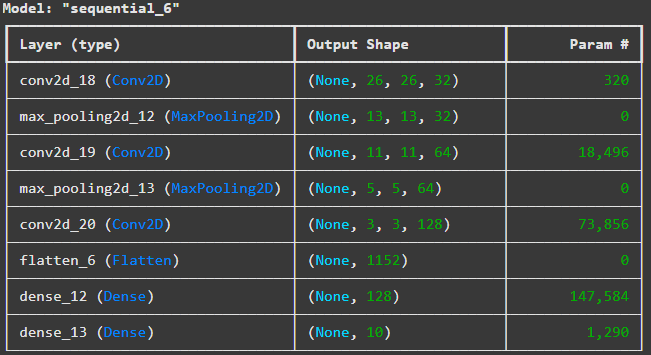 Model: "sequential_6"
Layer (type) Output Shape Param #
conv2d_18 (Conv2D) (None, 26, 26, 32) 320
max_pooling2d_12 (MaxPooling2D) (None, 13, 13, 32) 0
conv2d_19 (Conv2D) (None, 11, 11, 64) 18,496
max_pooling2d_13 (MaxPooling2D) (None, 5, 5, 64) 0
conv2d_20 (Conv2D) (None, 3, 3, 128) 73,856
flatten_6 (Flatten) (None, 1152) 0
dense_12 (Dense) (None, 128) 147,584
dense_13 (Dense) (None, 10) 1,290